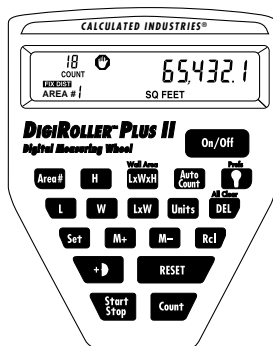 CALCULATED INDUSTRIES®
18 65,432.1
COUNT
FIX DIST
AREA #1 SQ FEET
DigiRoller™ Plus II
Digital Measuring Wheel
On/Off
Wall Area Prefs
Area# H LxWxH Auto Count
All Clear
L W LxW Units DEL
Set M+ M– Rcl
+ RESET
Start Stop Count